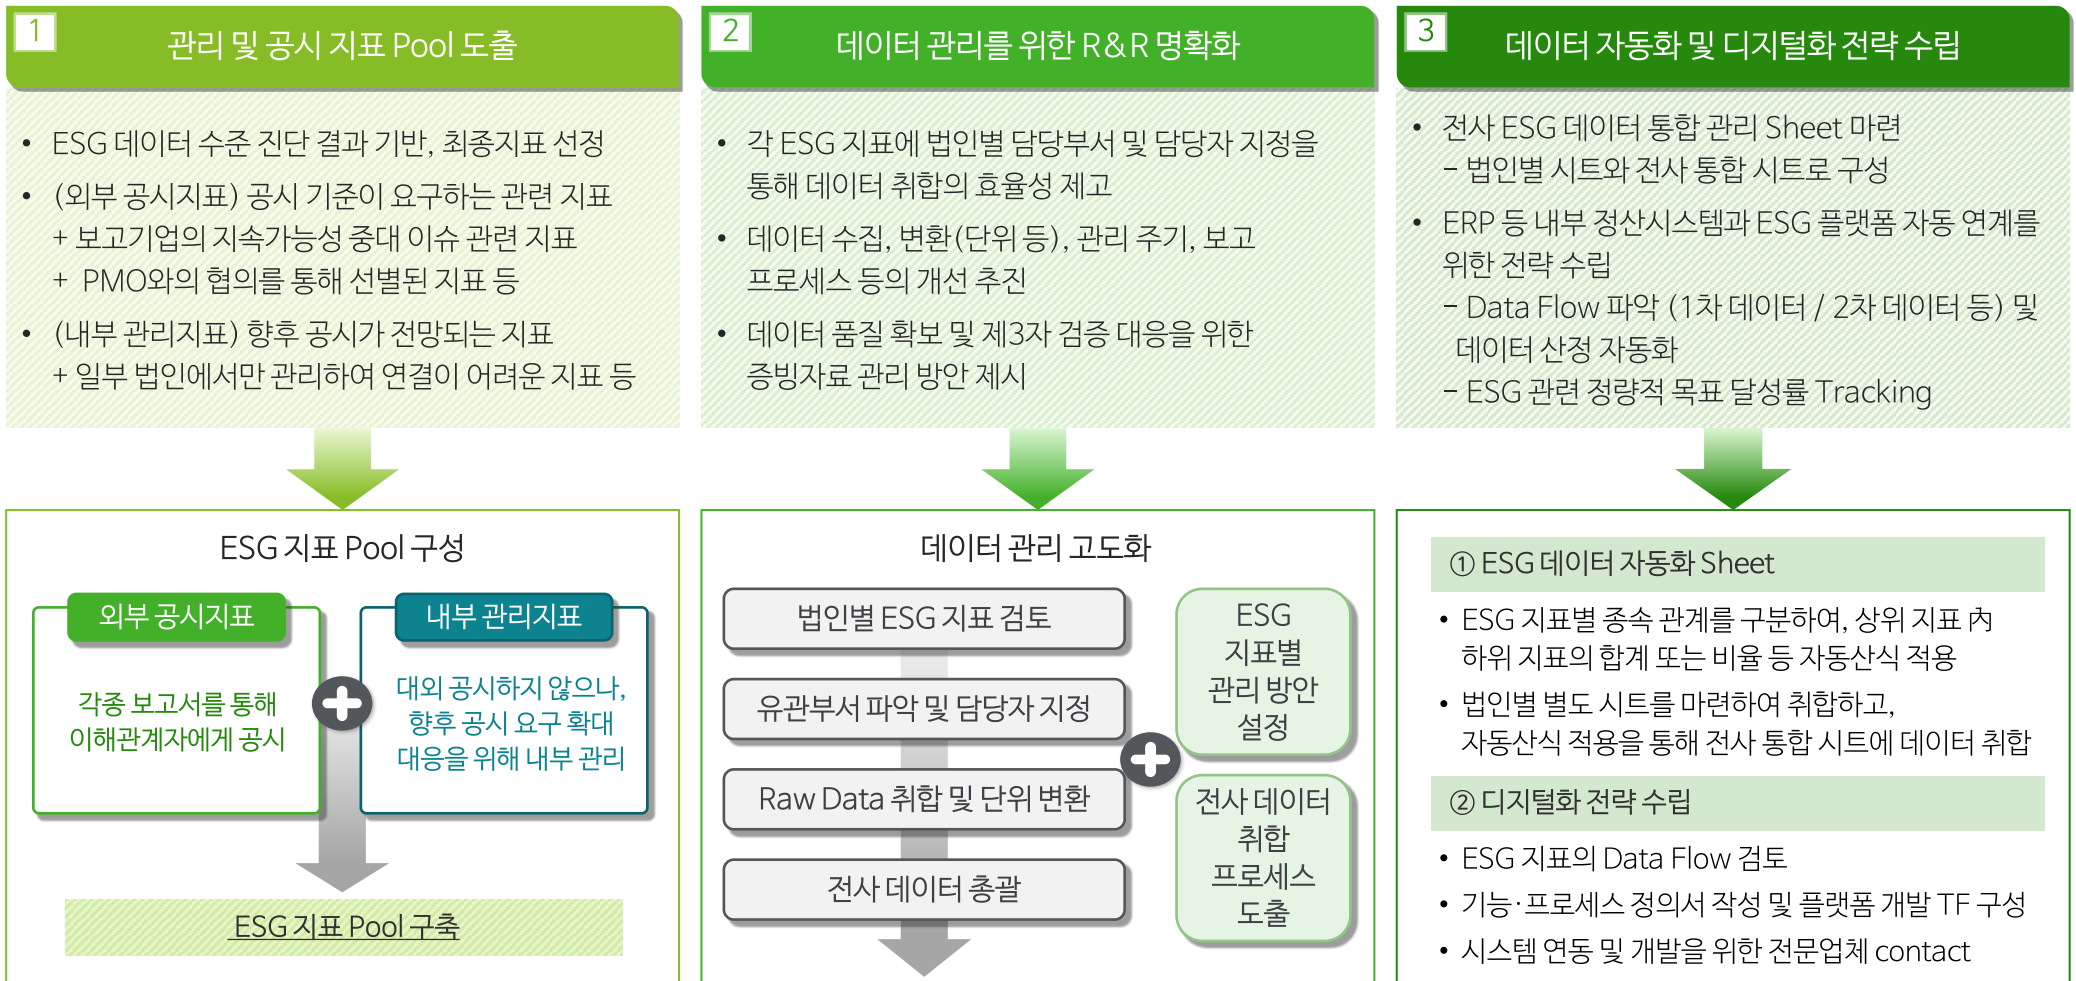 1
관리 및 공시 지표 Pool 도출
• ESG 데이터 수준 진단 결과 기반, 최종지표 선정
• (외부 공시지표) 공시 기준이 요구하는 관련 지표
+ 보고기업의 지속가능성 중대 이슈 관련 지표
+ PMO와의 협의를 통해 선별된 지표 등
• (내부 관리지표) 향후 공시가 전망되는 지표
+ 일부 법인에서만 관리하여 연결이 어려운 지표 등
ESG 지표 Pool 구성
외부 공시지표
각종 보고서를 통해
이해관계자에게 공시
내부 관리지표
대외 공시하지 않으나,
향후 공시 요구 확대
대응을 위해 내부 관리
ESG 지표 Pool 구축
2
데이터 관리를 위한 R&R 명확화
• 각 ESG 지표에 법인별 담당부서 및 담당자 지정을
통해 데이터 취합의 효율성 제고
• 데이터 수집, 변환(단위 등), 관리 주기, 보고
프로세스 등의 개선 추진
• 데이터 품질 확보 및 제3자 검증 대응을 위한
증빙자료 관리 방안 제시
데이터 관리 고도화
법인별 ESG 지표 검토
유관부서 파악 및 담당자 지정
Raw Data 취합 및 단위 변환
전사 데이터 총괄
ESG
지표별
관리 방안
설정
전사 데이터
취합
프로세스
도출
3
데이터 자동화 및 디지털화 전략 수립
• 전사 ESG 데이터 통합 관리 Sheet 마련
– 법인별 시트와 전사 통합 시트로 구성
• ERP 등 내부 정산시스템과 ESG 플랫폼 자동 연계를
위한 전략 수립
– Data Flow 파악 (1차 데이터 / 2차 데이터 등) 및
데이터 산정 자동화
– ESG 관련 정량적 목표 달성률 Tracking
① ESG 데이터 자동화 Sheet
• ESG 지표별 종속 관계를 구분하여, 상위 지표 內
하위 지표의 합계 또는 비율 등 자동산식 적용
• 법인별 별도 시트를 마련하여 취합하고,
자동산식 적용을 통해 전사 통합 시트에 데이터 취합
② 디지털화 전략 수립
• ESG 지표의 Data Flow 검토
• 기능·프로세스 정의서 작성 및 플랫폼 개발 TF 구성
• 시스템 연동 및 개발을 위한 전문업체 contact